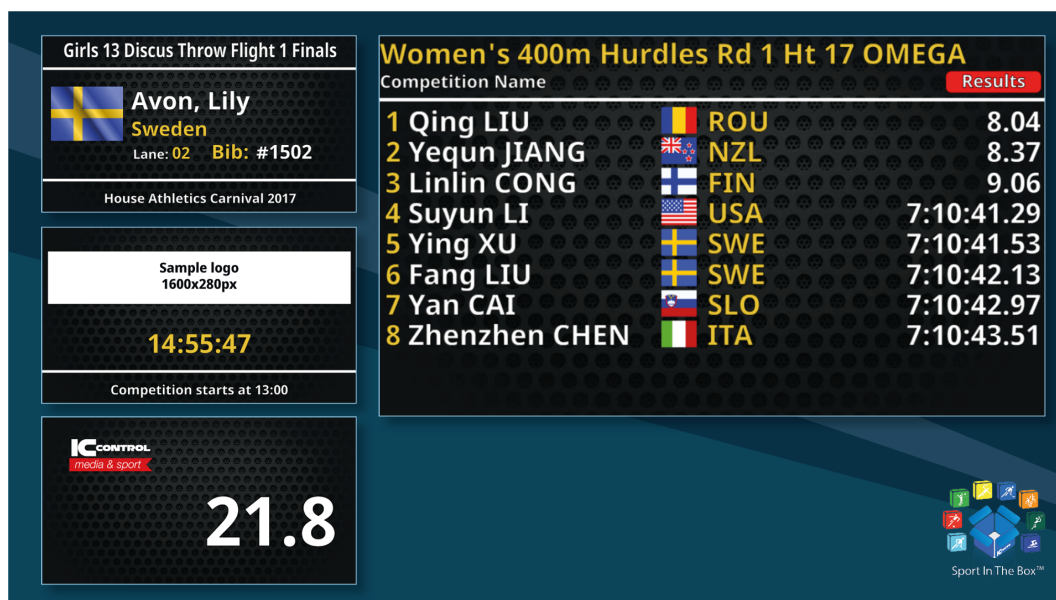 Girls 13 Discus Throw Flight 1 Finals
Avon, Lily
Sweden
Lane: 02 Bib: #1502
House Athletics Carnival 2017
Sample logo
1600x280px
14:55:47
Competition starts at 13:00
IC CONTROL
media & sport
21.8
Women's 400m Hurdles Rd 1 Ht 17 OMEGA
Competition Name Results
1 Qing LIU ROU 8.04
2 Yequn JIANG NZL 8.37
3 Linlin CONG FIN 9.06
4 Suyun LI USA 7:10:41.29
5 Ying XU SWE 7:10:41.53
6 Fang LIU SWE 7:10:42.13
7 Yan CAI SLO 7:10:42.97
8 Zhenzhen CHEN ITA 7:10:43.51
Sport In The Box™